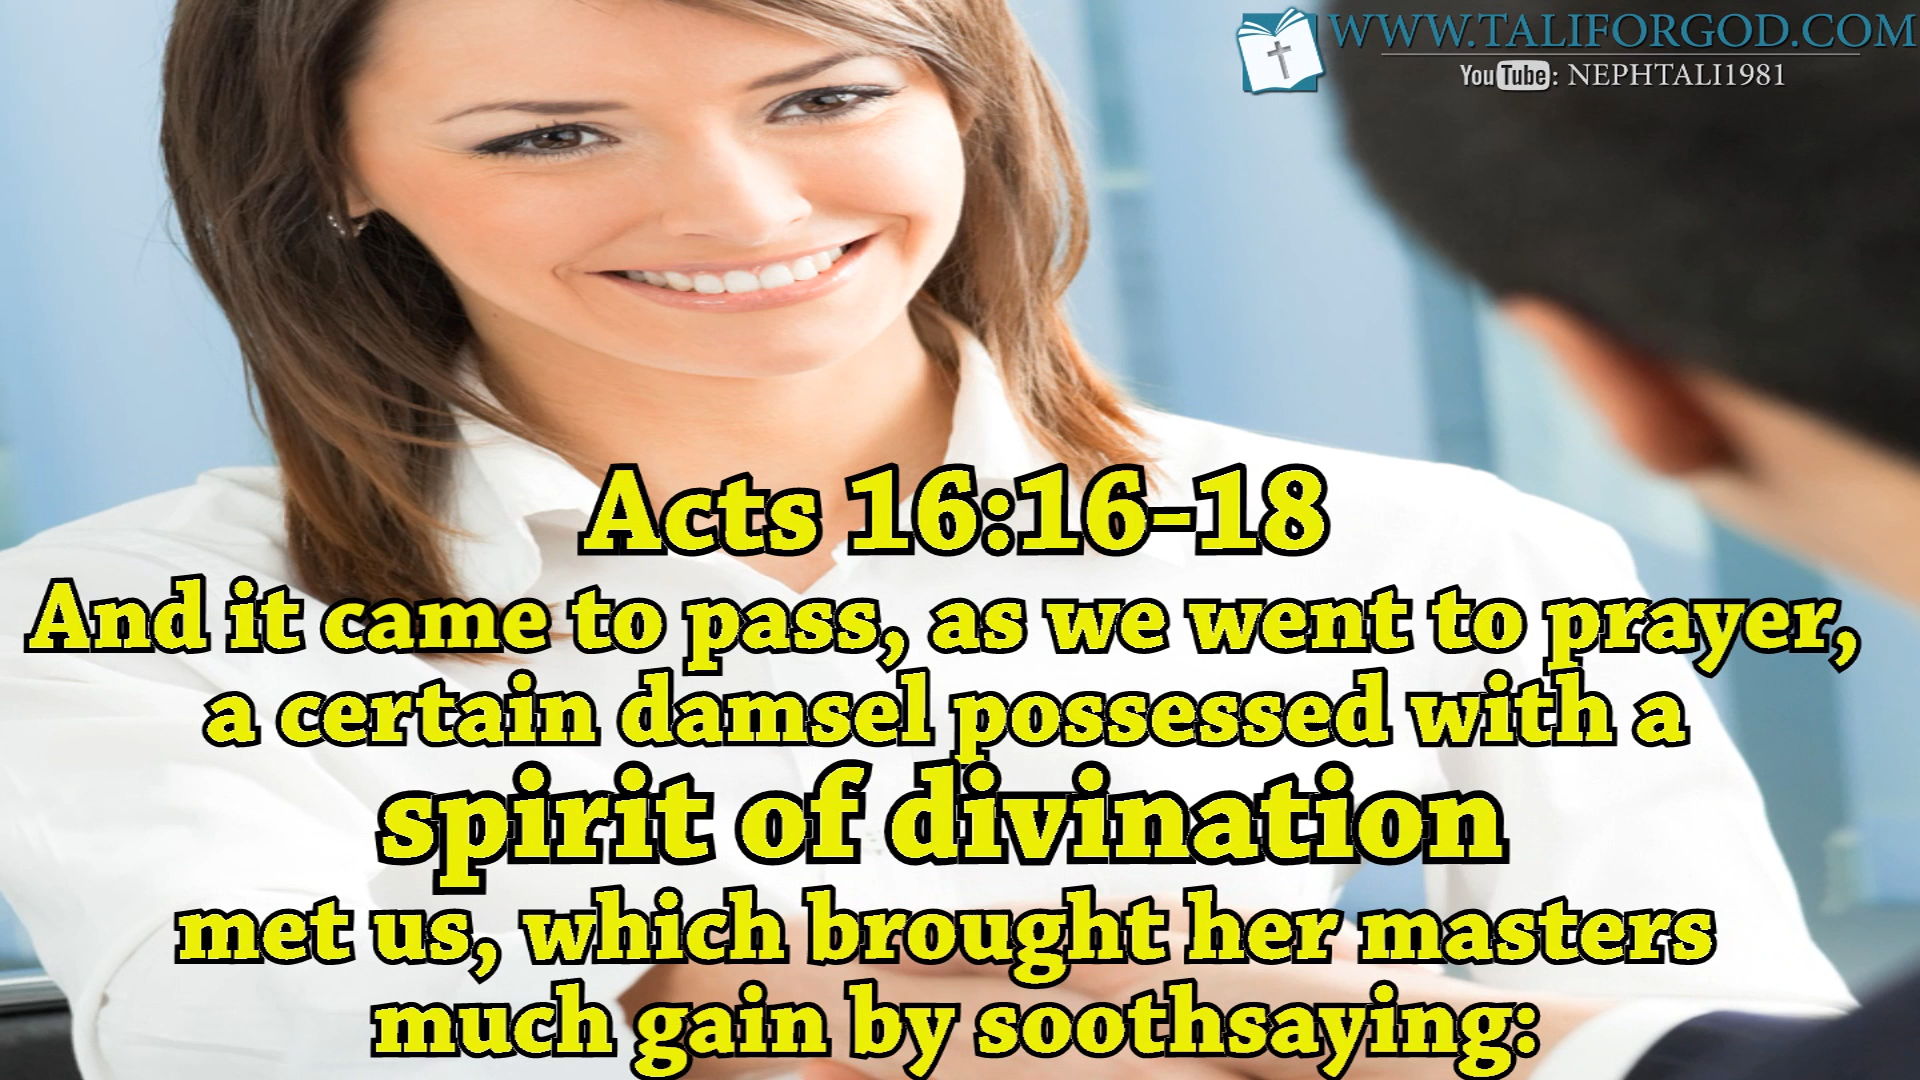 WWW.TALIFORGOD.COM
YouTube: NEPHTALI1981
Acts 16:16-18
And it came to pass, as we went to prayer,
a certain damsel possessed with a
spirit of divination
met us, which brought her masters
much gain by soothsaying: